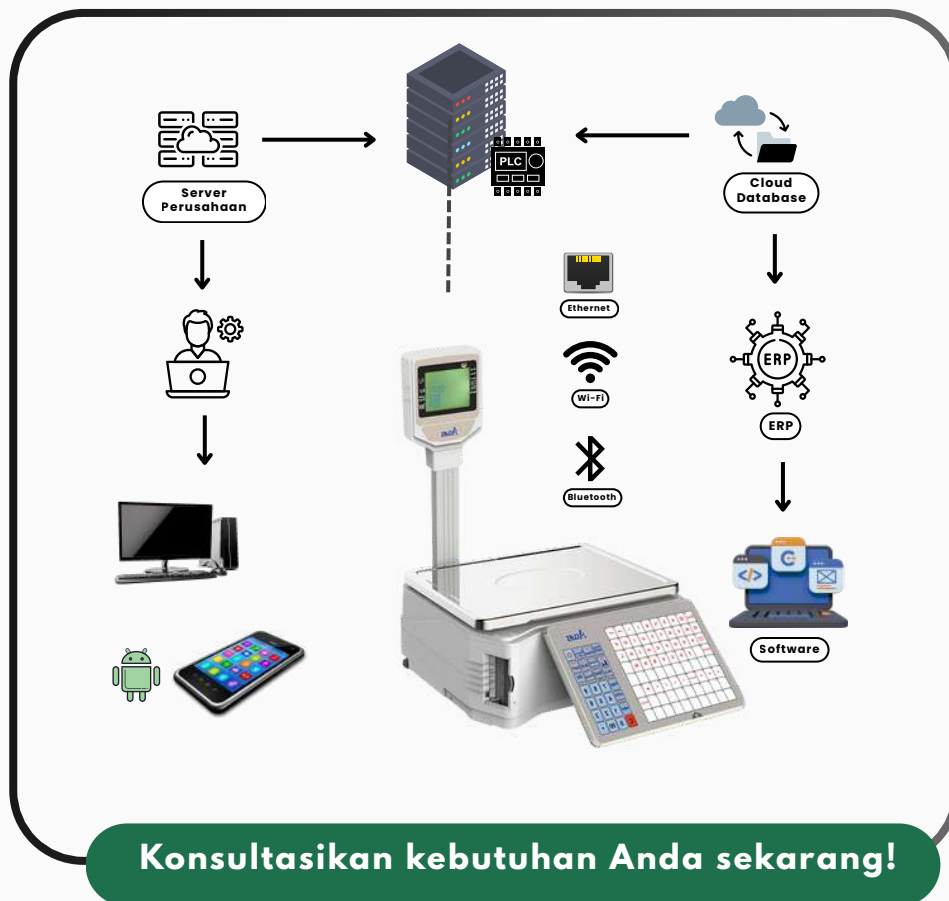 PLC
Server
Perusahaan
Cloud
Database
Ethernet
Wi-Fi
ERP
ERP
Bluetooth
Software
Konsultasikan kebutuhan Anda sekarang!